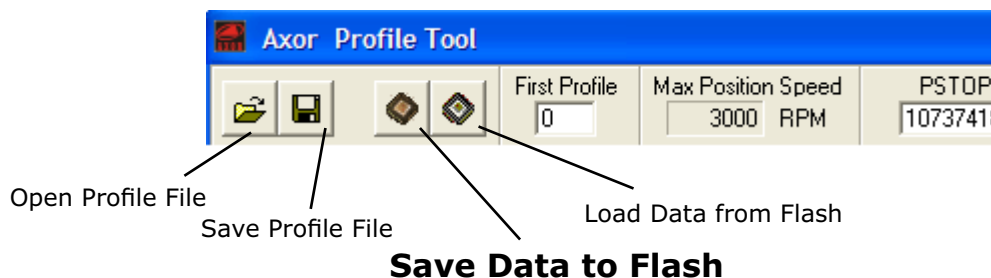 Axor Profile Tool
First Profile
Max Position Speed
PSTOP
0
3000 RPM
Open Profile File
Save Profile File
Load Data from Flash
Save Data to Flash